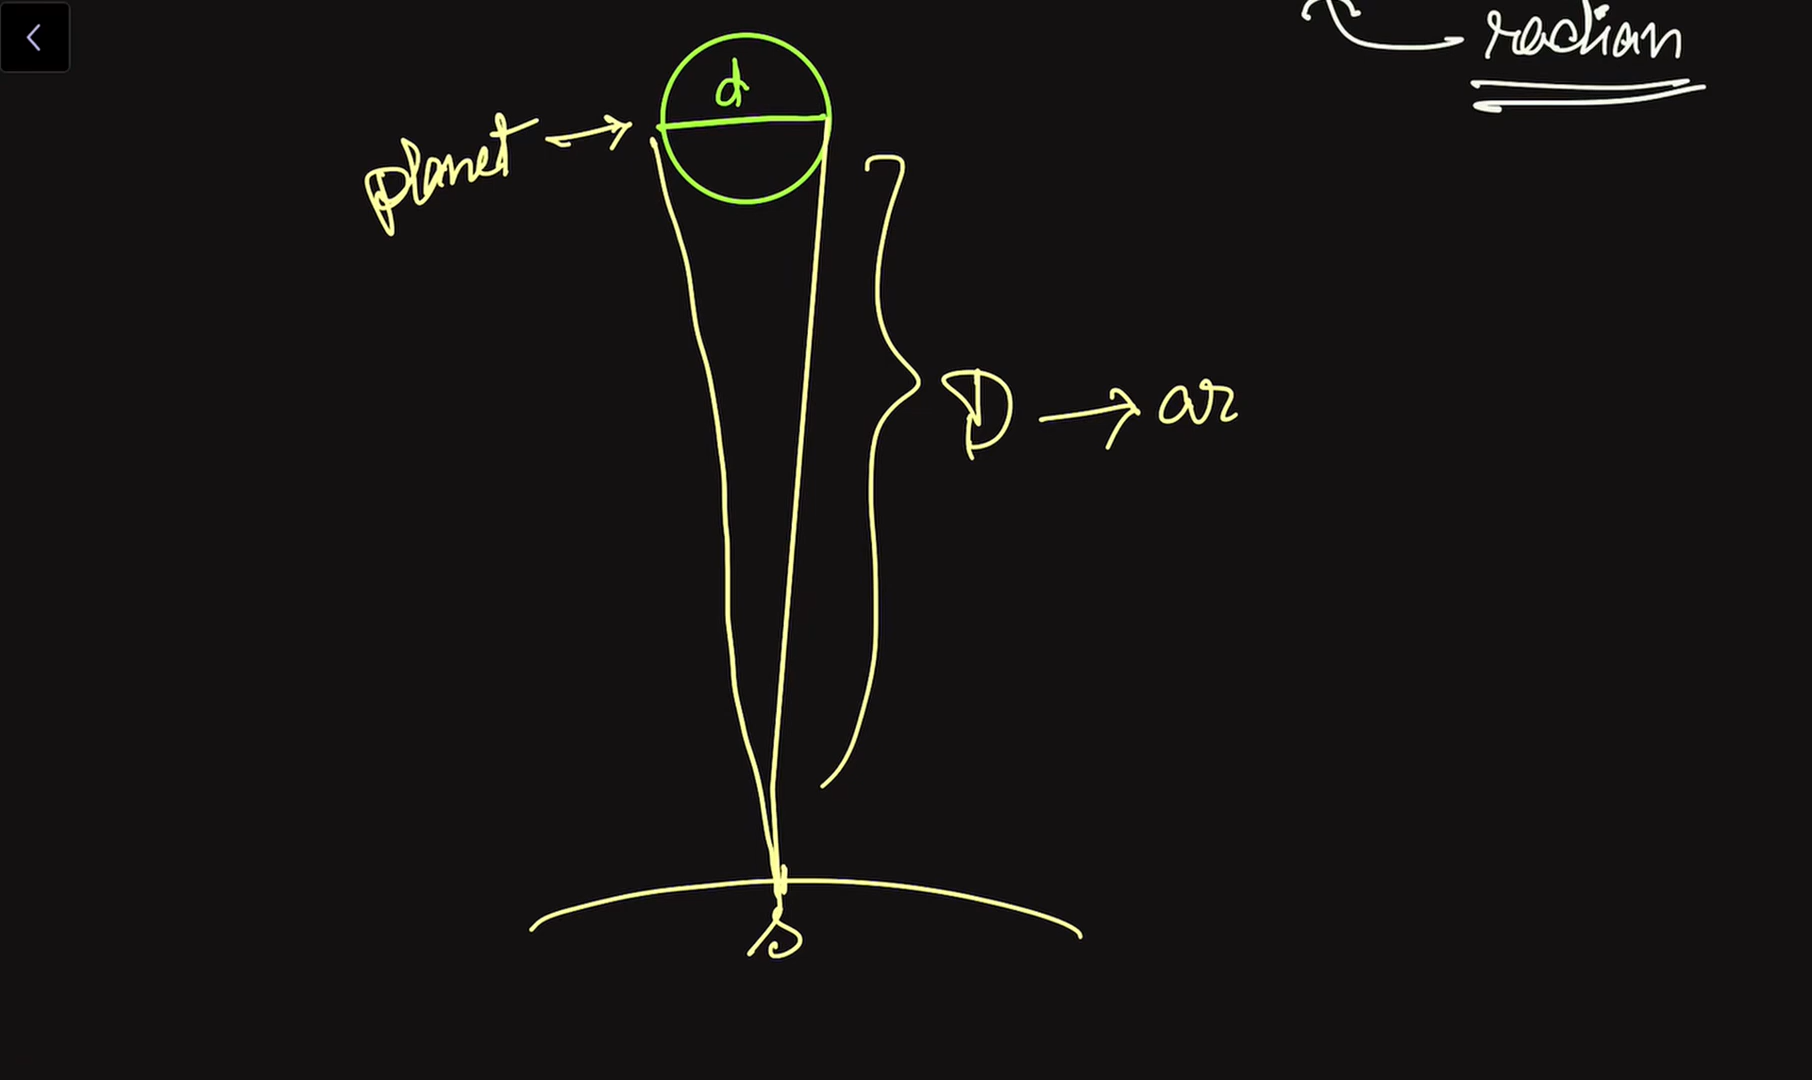 radian
d
planet
D → ar
s